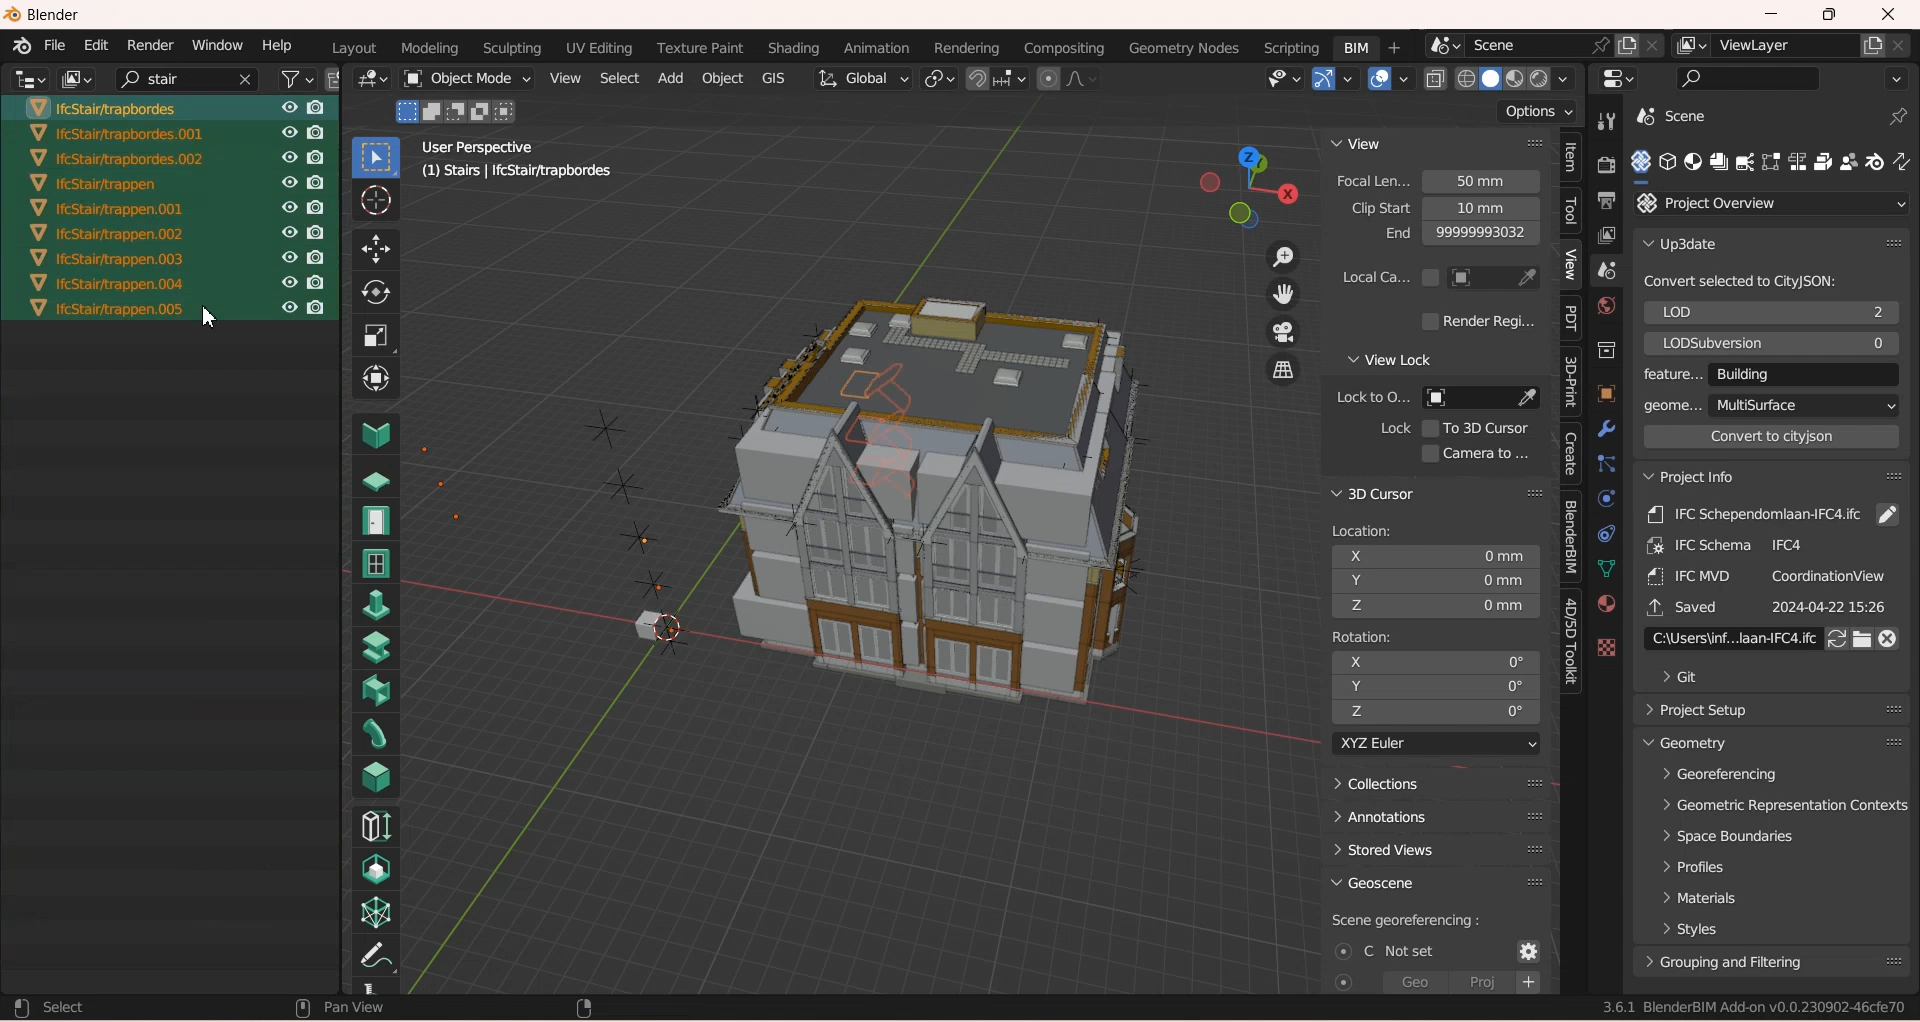 Blender
File Edit Render Window Help Layout Modeling Sculpting UV Editing Texture Paint Shading Animation Rendering Compositing Geometry Nodes Scripting BIM + Scene ViewLayer
stair Object Mode View Select Add Object GIS Global
Options
IfcStair/trapbordes
IfcStair/trapbordes.001
IfcStair/trapbordes.002
IfcStair/trappen
IfcStair/trappen.001
IfcStair/trappen.002
IfcStair/trappen.003
IfcStair/trappen.004
IfcStair/trappen.005
User Perspective
(1) Stairs | IfcStair/trapbordes
Z
X
View
Focal Len... 50 mm
Clip Start 10 mm
End 99999993032
Local Ca...
Render Regi...
View Lock
Lock to O...
Lock To 3D Cursor
Camera to ...
3D Cursor
Location:
X 0 mm
Y 0 mm
Z 0 mm
Rotation:
X 0°
Y 0°
Z 0°
XYZ Euler
Collections
Annotations
Stored Views
Geoscene
Scene georeferencing :
C Not set
Geo Proj +
Item
Tool
View
PDT
3D-Print
Create
BlenderBIM
4D/5D Toolkit
Scene
Project Overview
Up3date
Convert selected to CityJSON:
LOD 2
LODSubversion 0
feature... Building
geome... MultiSurface
Convert to cityjson
Project Info
IFC Schependomlaan-IFC4.ifc
IFC Schema IFC4
IFC MVD CoordinationView
Saved 2024-04-22 15:26
C:\Users\inf...laan-IFC4.ifc
Git
Project Setup
Geometry
Georeferencing
Geometric Representation Contexts
Space Boundaries
Profiles
Materials
Styles
Grouping and Filtering
Select Pan View 3.6.1 BlenderBIM Add-on v0.0.230902-46cfe70